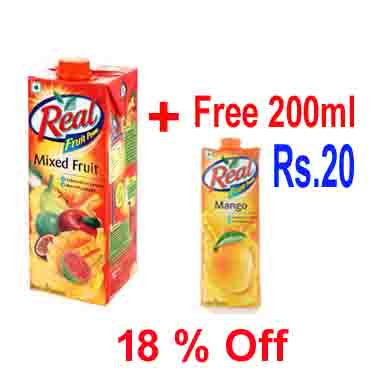 + Free 200ml
Rs.20
Real
Fruit Power
Mixed Fruit
Real
Fruit Power
Mango
18 % Off